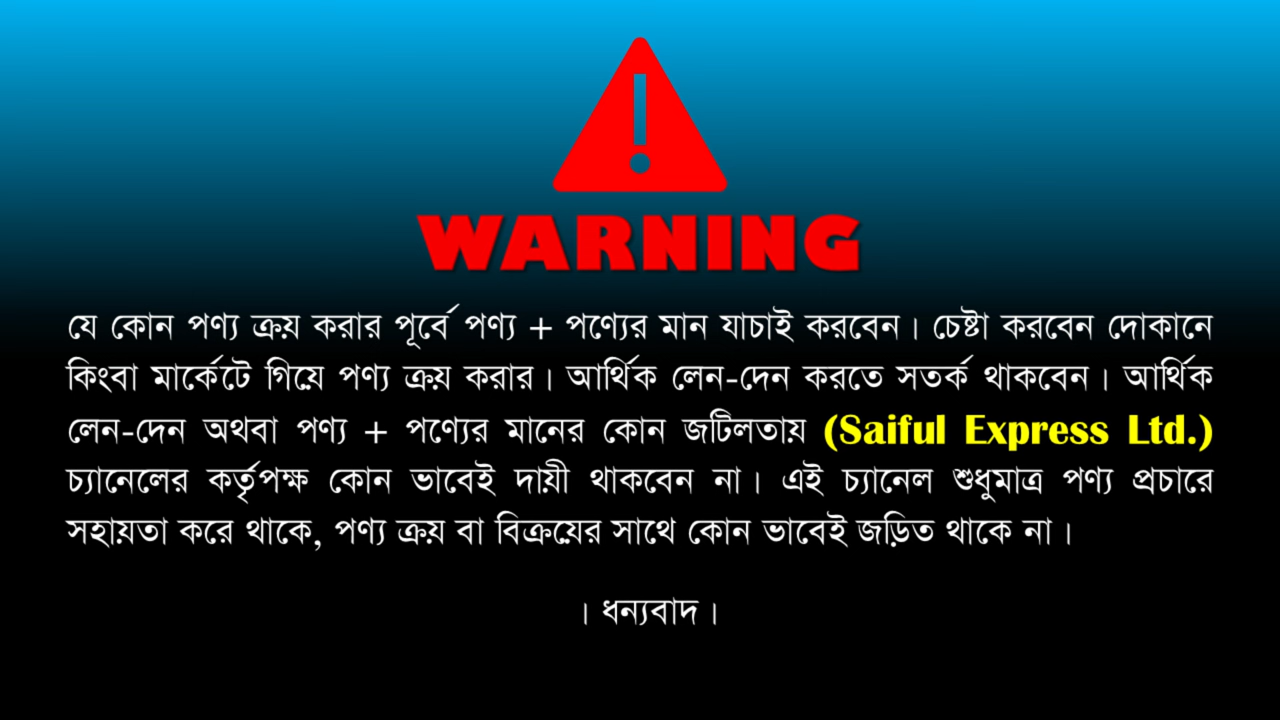 WARNING
যে কোন পণ্য ক্রয় করার পূর্বে পণ্য + পণ্যের মান যাচাই করবেন। চেষ্টা করবেন দোকানে
কিংবা মার্কেটে গিয়ে পণ্য ক্রয় করার। আর্থিক লেন-দেন করতে সতর্ক থাকবেন। আর্থিক
লেন-দেন অথবা পণ্য + পণ্যের মানের কোন জটিলতায় (Saiful Express Ltd.)
চ্যানেলের কর্তৃপক্ষ কোন ভাবেই দায়ী থাকবেন না। এই চ্যানেল শুধুমাত্র পণ্য প্রচারে
সহায়তা করে থাকে, পণ্য ক্রয় বা বিক্রয়ের সাথে কোন ভাবেই জড়িত থাকে না।
। ধন্যবাদ।